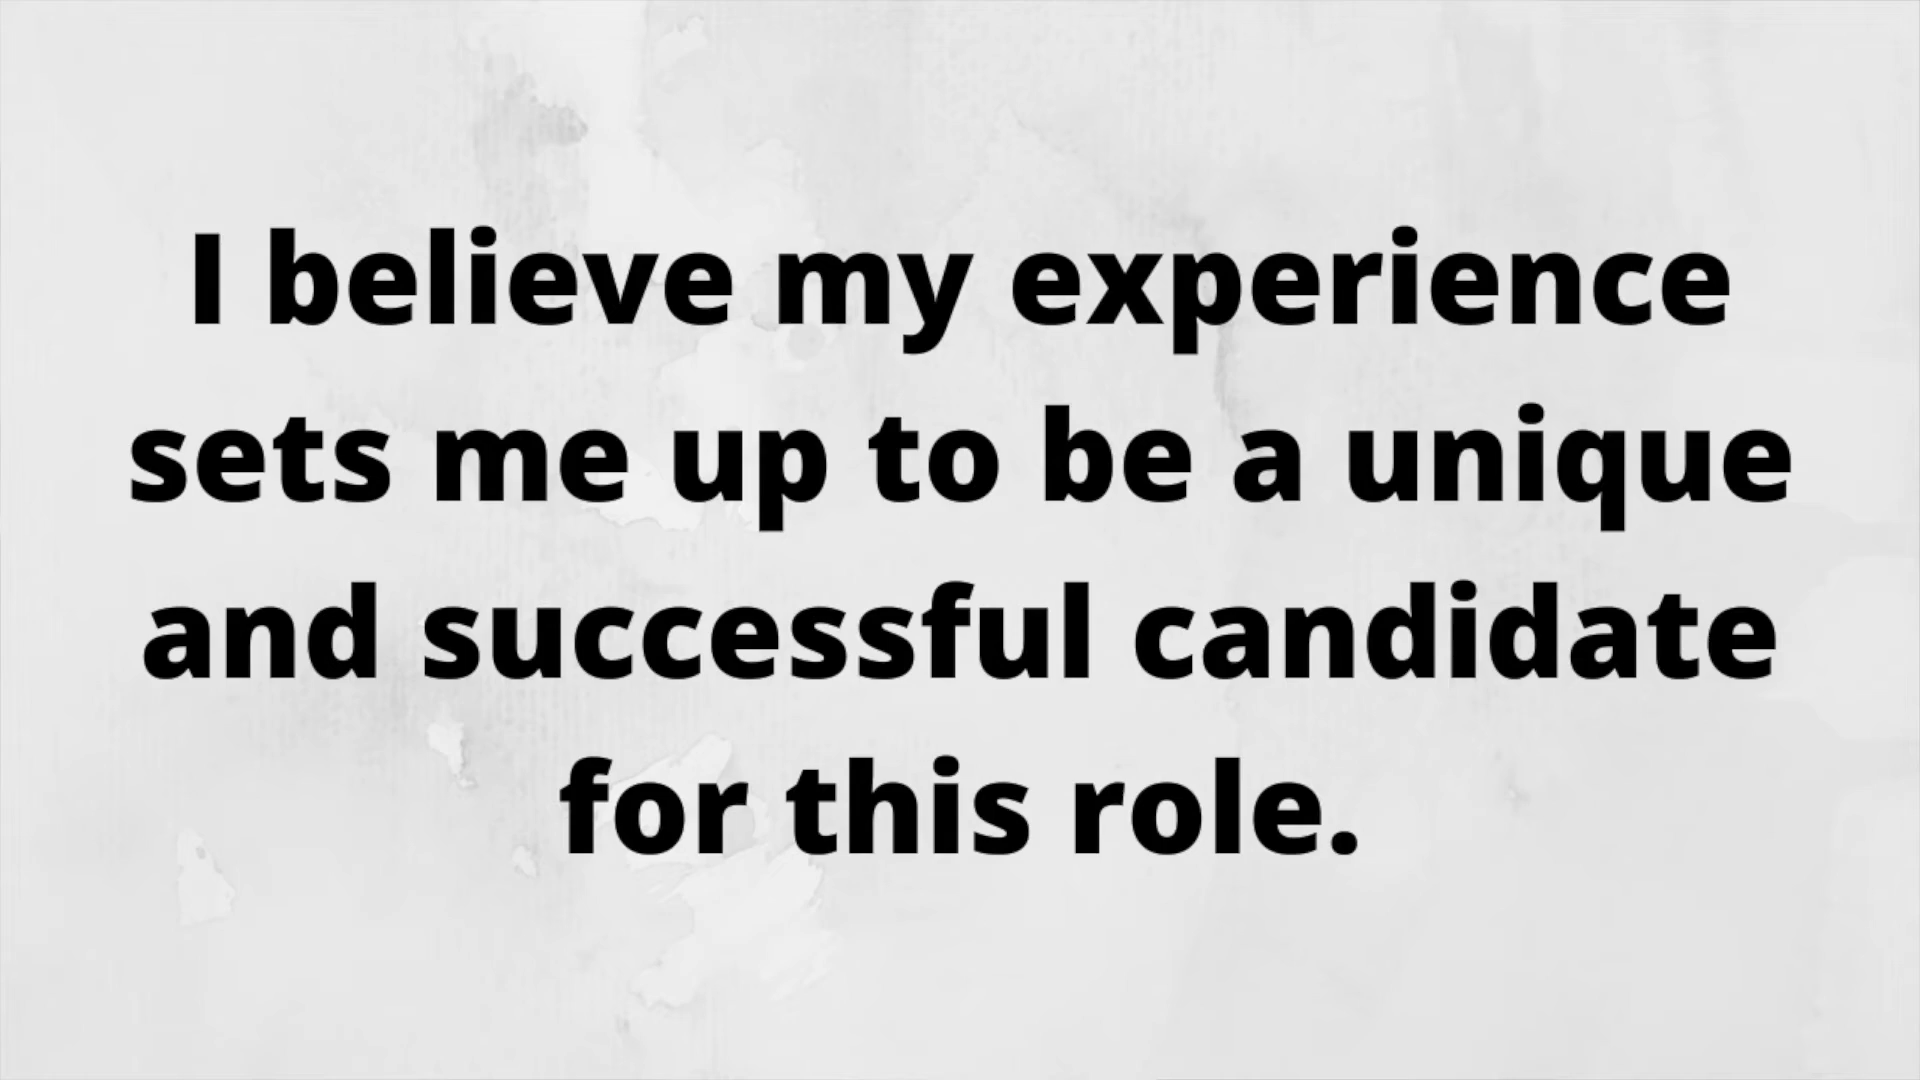 I believe my experience
sets me up to be a unique
and successful candidate
for this role.